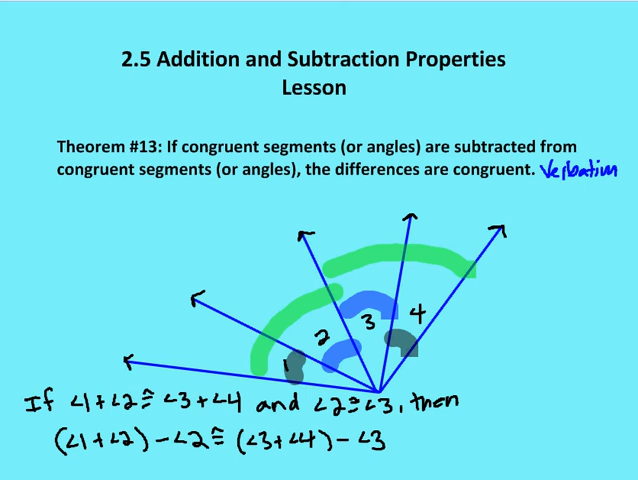 2.5 Addition and Subtraction Properties
Lesson
Theorem #13: If congruent segments (or angles) are subtracted from
congruent segments (or angles), the differences are congruent. Verbatim
4
3
2
1
If ∠1+∠2≅∠3+∠4 and ∠2≅∠3, then
(∠1+∠2)-∠2≅(∠3+∠4)-∠3